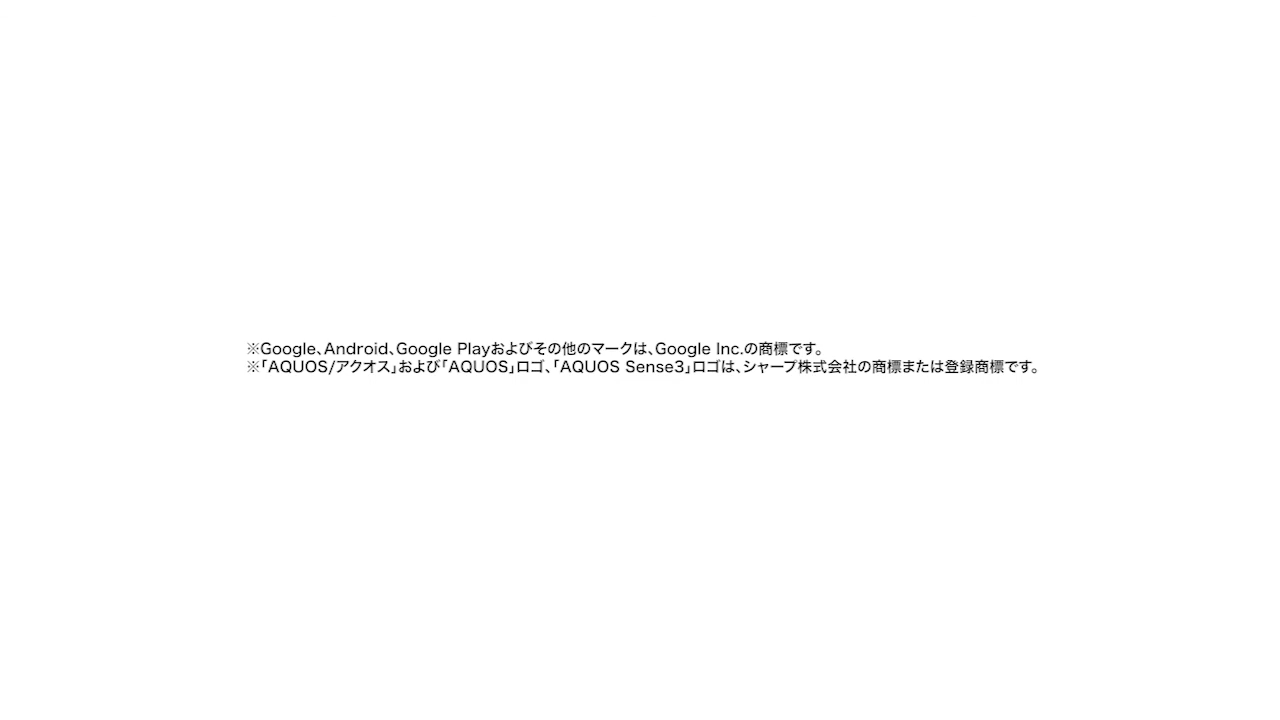 ※Google、Android、Google Playおよびその他のマークは、Google Inc.の商標です。
※「AQUOS/アクオス」および「AQUOS」ロゴ、「AQUOS Sense3」ロゴは、シャープ株式会社の商標または登録商標です。